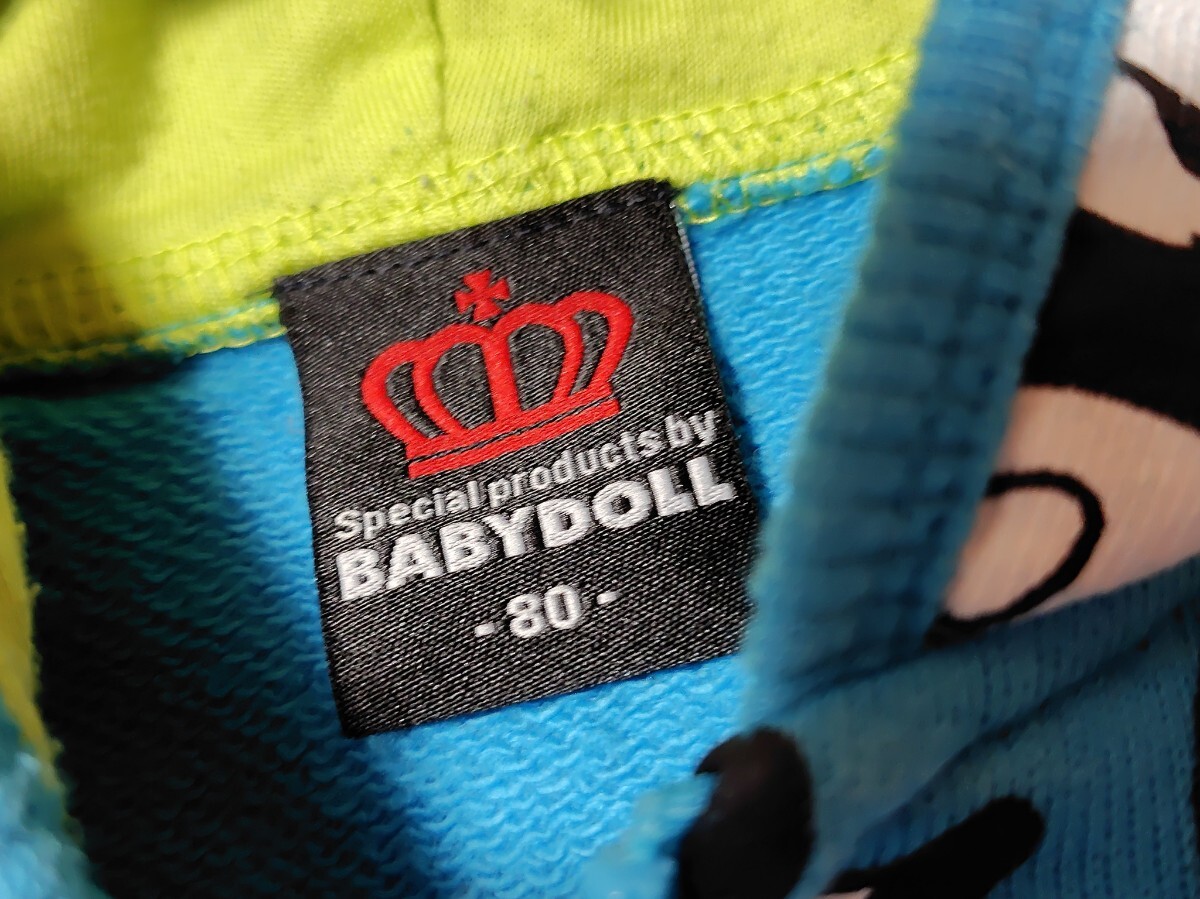 Special products by
BABYDOLL
- 80 -